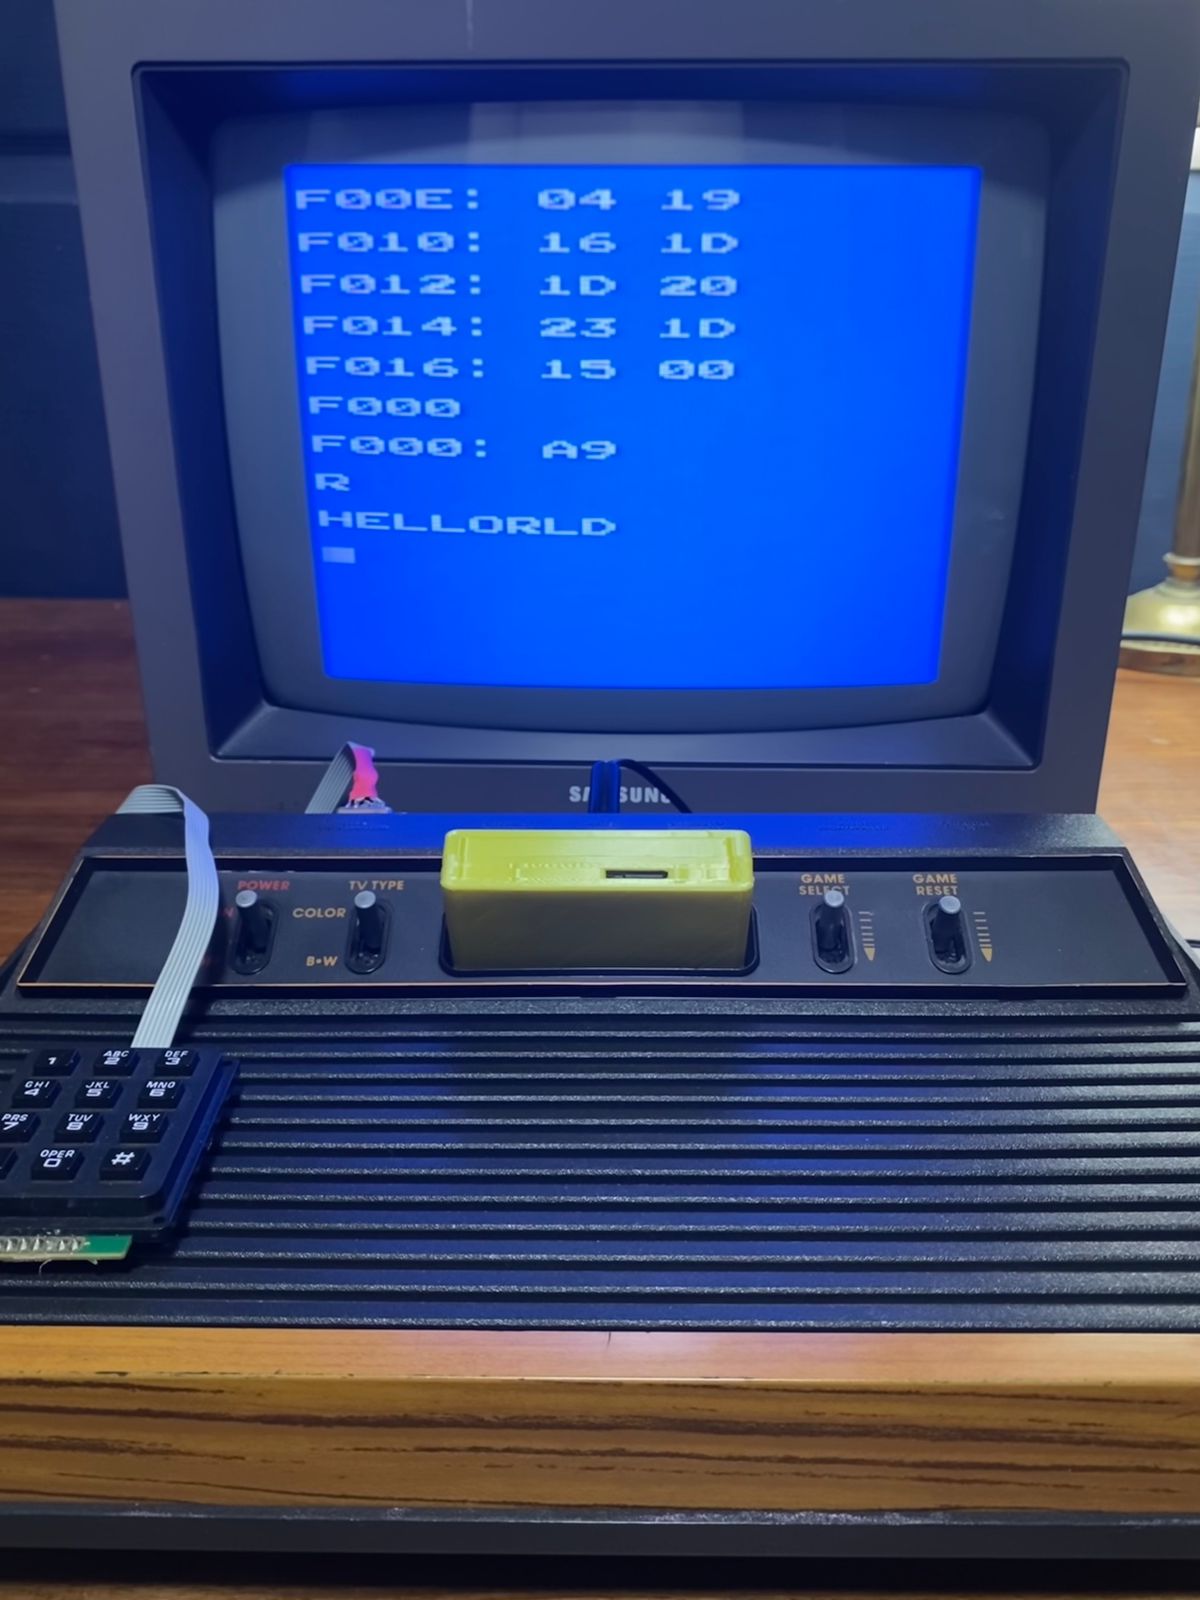 F00E: 04 19
F010: 16 1D
F012: 1D 20
F014: 23 1D
F016: 15 00
F000
F000: A9
R
HELLORLD
SAMSUNG
POWER
TV TYPE
COLOR
B•W
GAME
SELECT
GAME
RESET
1 ABC 2 DEF 3
GHI 4 JKL 5 MNO 6
PRS 7 TUV 8 WXY 9
OPER 0 #